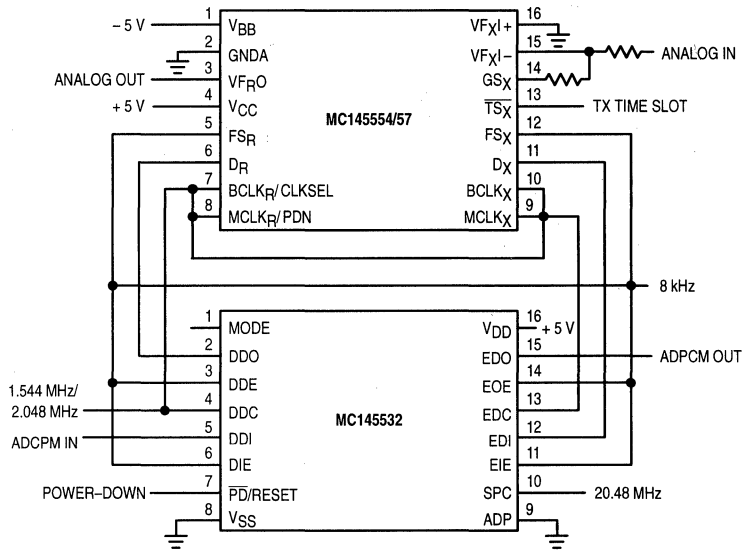 – 5 V 1 VBB VFXI+ 16
2 GNDA VFXI– 15 ANALOG IN
ANALOG OUT 3 VFRO GSX 14
+ 5 V 4 VCC TSX 13 TX TIME SLOT
MC145554/57
5 FSR FSX 12
6 DR DX 11
7 BCLKR/CLKSEL BCLKX 10
8 MCLKR/PDN MCLKX 9
8 kHz
1 MODE VDD 16 + 5 V
2 DDO EDO 15 ADPCM OUT
3 DDE EOE 14
1.544 MHz/
2.048 MHz 4 DDC EDC 13
MC145532
ADCPM IN 5 DDI EDI 12
6 DIE EIE 11
POWER–DOWN 7 PD/RESET SPC 10 20.48 MHz
8 VSS ADP 9